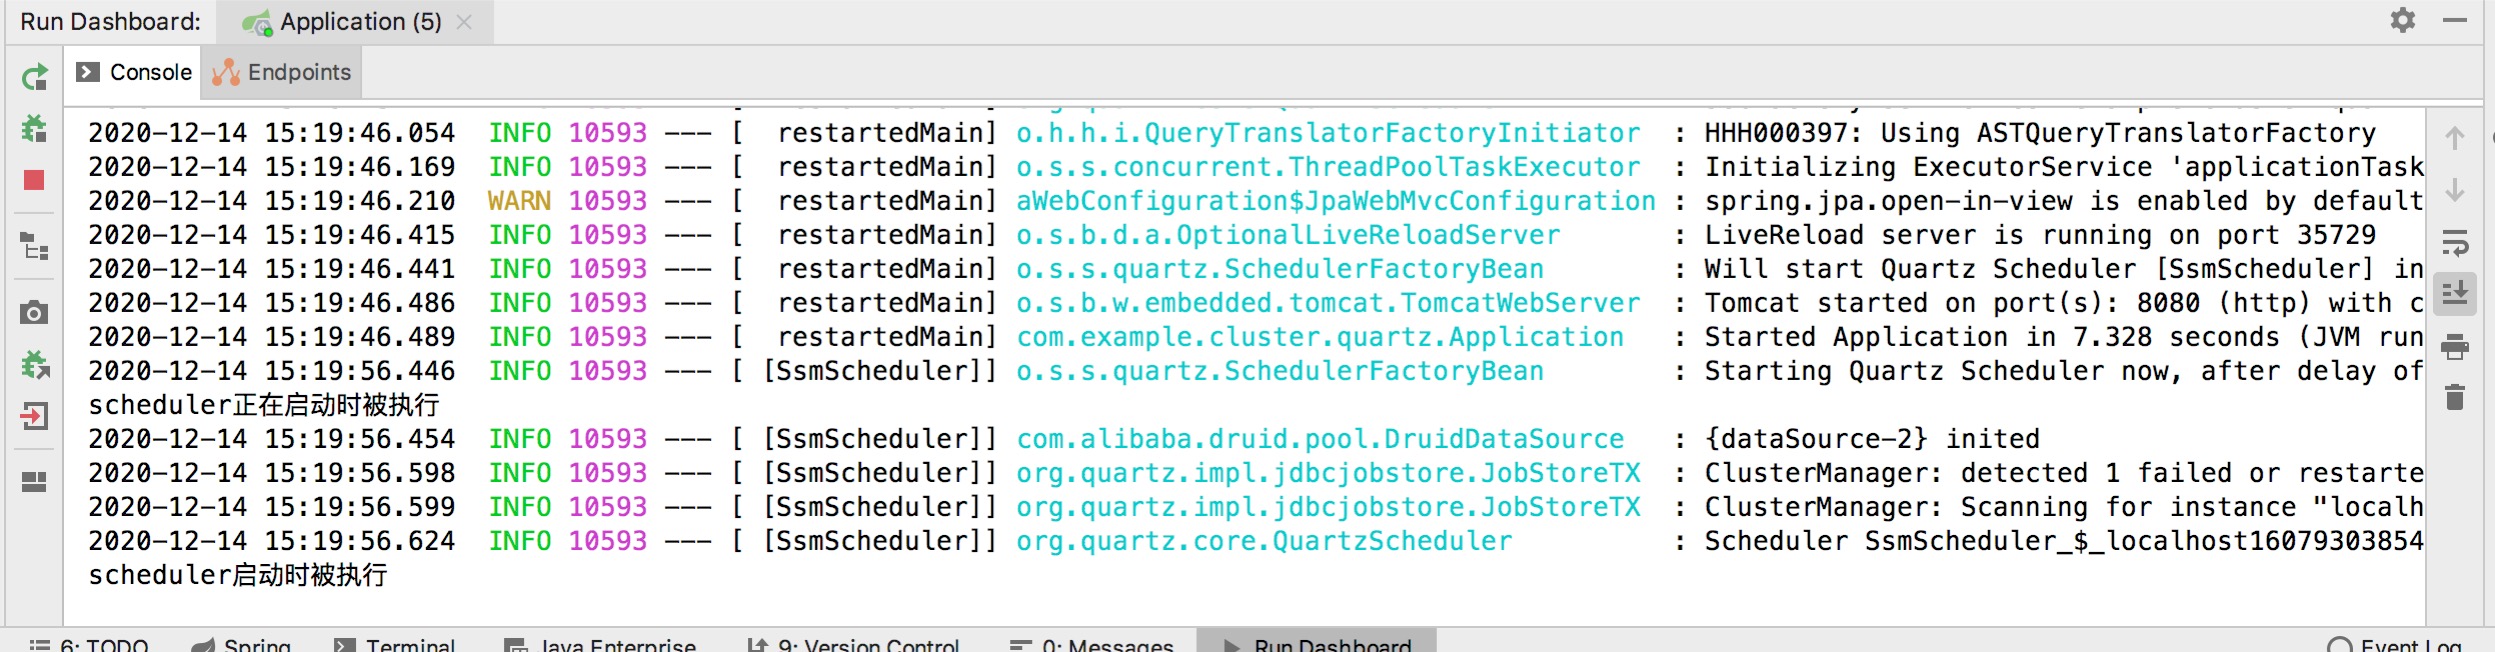 Run Dashboard: Application (5)
Console Endpoints
2020-12-14 15:19:46.054 INFO 10593 --- [ restartedMain] o.h.h.i.QueryTranslatorFactoryInitiator : HHH000397: Using ASTQueryTranslatorFactory
2020-12-14 15:19:46.169 INFO 10593 --- [ restartedMain] o.s.s.concurrent.ThreadPoolTaskExecutor : Initializing ExecutorService 'applicationTask
2020-12-14 15:19:46.210 WARN 10593 --- [ restartedMain] aWebConfiguration$JpaWebMvcConfiguration : spring.jpa.open-in-view is enabled by default
2020-12-14 15:19:46.415 INFO 10593 --- [ restartedMain] o.s.b.d.a.OptionalLiveReloadServer : LiveReload server is running on port 35729
2020-12-14 15:19:46.441 INFO 10593 --- [ restartedMain] o.s.s.quartz.SchedulerFactoryBean : Will start Quartz Scheduler [SsmScheduler] in
2020-12-14 15:19:46.486 INFO 10593 --- [ restartedMain] o.s.b.w.embedded.tomcat.TomcatWebServer : Tomcat started on port(s): 8080 (http) with c
2020-12-14 15:19:46.489 INFO 10593 --- [ restartedMain] com.example.cluster.quartz.Application : Started Application in 7.328 seconds (JVM run
2020-12-14 15:19:56.446 INFO 10593 --- [ [SsmScheduler]] o.s.s.quartz.SchedulerFactoryBean : Starting Quartz Scheduler now, after delay of
scheduler正在启动时被执行
2020-12-14 15:19:56.454 INFO 10593 --- [ [SsmScheduler]] com.alibaba.druid.pool.DruidDataSource : {dataSource-2} inited
2020-12-14 15:19:56.598 INFO 10593 --- [ [SsmScheduler]] org.quartz.impl.jdbcjobstore.JobStoreTX : ClusterManager: detected 1 failed or restarte
2020-12-14 15:19:56.599 INFO 10593 --- [ [SsmScheduler]] org.quartz.impl.jdbcjobstore.JobStoreTX : ClusterManager: Scanning for instance "localh
2020-12-14 15:19:56.624 INFO 10593 --- [ [SsmScheduler]] org.quartz.core.QuartzScheduler : Scheduler SsmScheduler_$_localhost16079303854
scheduler启动时被执行
6: TODO Spring Terminal Java Enterprise 9: Version Control 0: Messages Run Dashboard Event Log